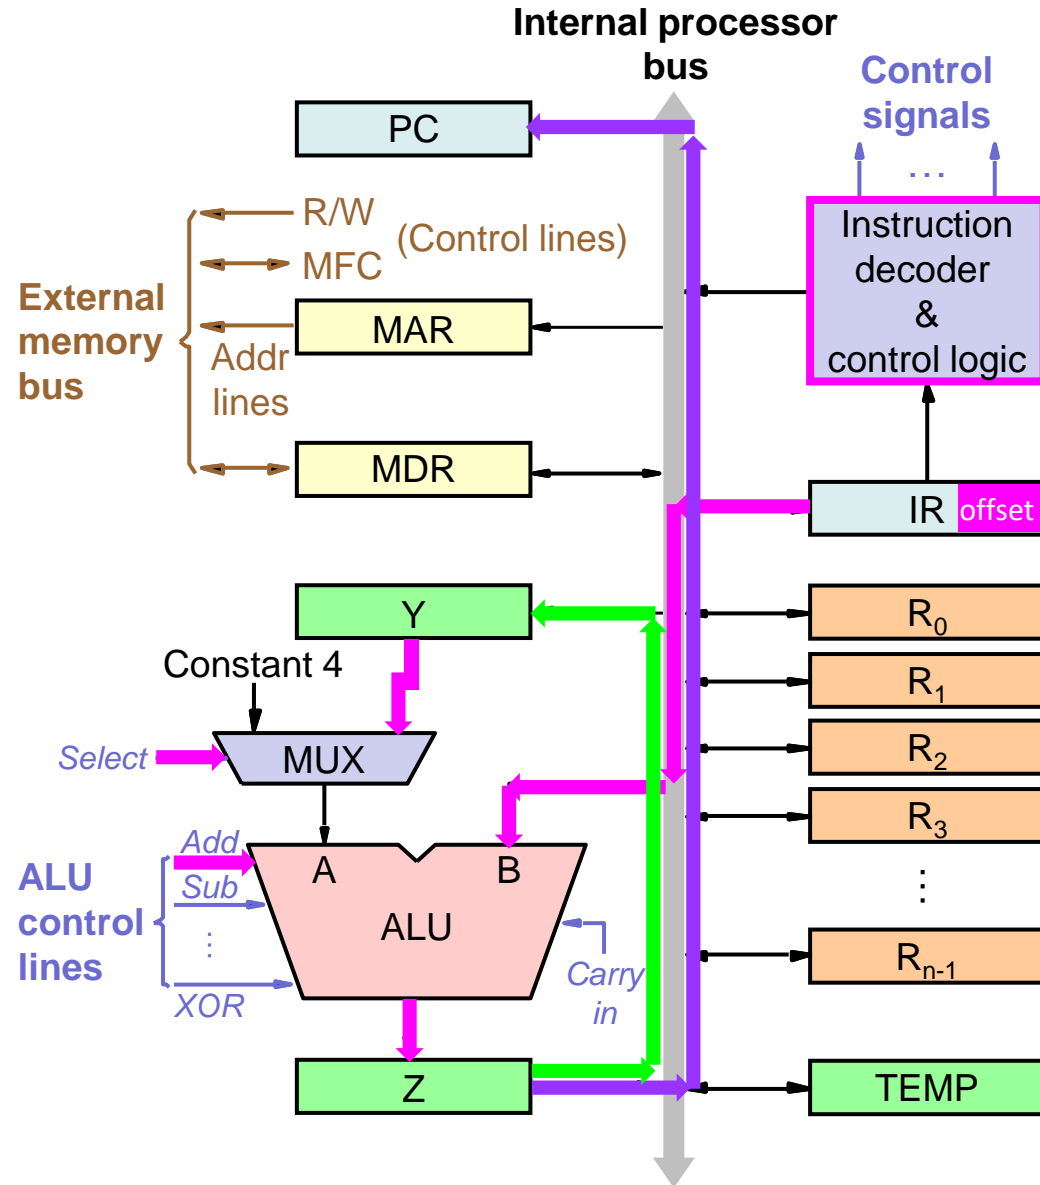 Internal processor
bus
Control
signals
...
PC
R/W
MFC
(Control lines)
External
memory
bus
MAR
Addr
lines
MDR
Instruction
decoder
&
control logic
IR
offset
Y
Constant 4
Select
MUX
R0
R1
R2
R3
⋮
Rn-1
Add
Sub
⋮
XOR
ALU
control
lines
A
B
ALU
Carry
in
Z
TEMP